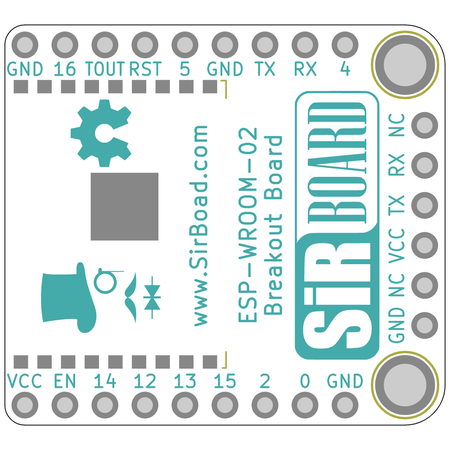 GND 16 TOUT RST 5 GND TX RX 4
www.SirBoad.com
ESP-WROOM-02
Breakout Board
SiR BOARD
NC
RX
TX
VCC
NC
GND
VCC EN 14 12 13 15 2 0 GND